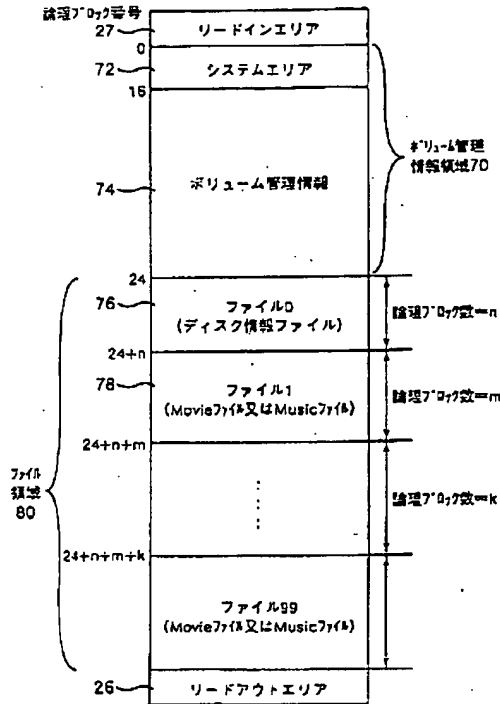 論理ブロック番号
27 リードインエリア
0
72 システムエリア
16
ボリューム管理
情報領域70
74 ボリューム管理情報
24
76 ファイル0
(ディスク情報ファイル)
論理ブロック数=n
24+n
78 ファイル1
(Movieファイル又はMusicファイル)
論理ブロック数=m
24+n+m
ファイル
領域
80
論理ブロック数=k
24+n+m+k
ファイル99
(Movieファイル又はMusicファイル)
26 リードアウトエリア